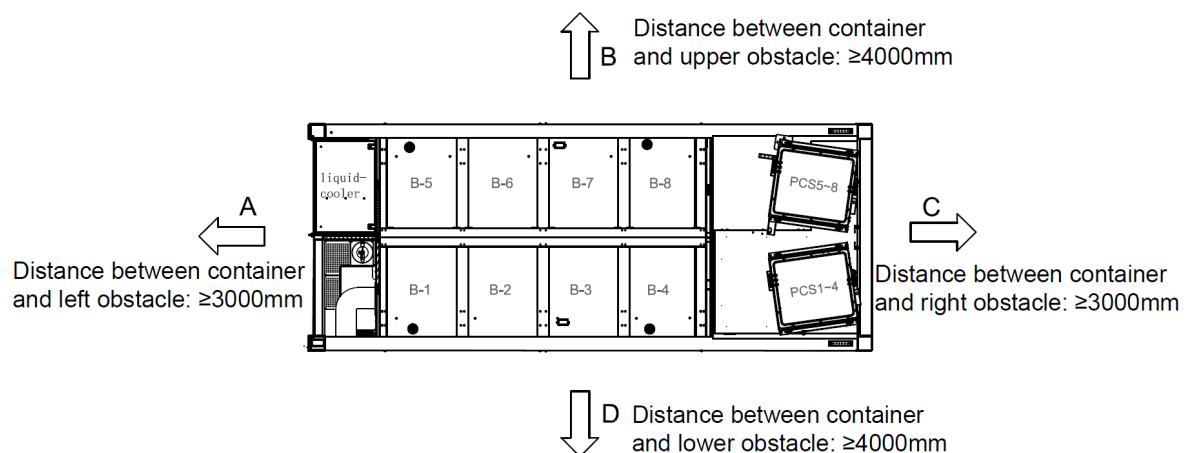 B
Distance between container
and upper obstacle: ≥4000mm
liquid-
cooler
B-5
B-6
B-7
B-8
PCS5~8
A
Distance between container
and left obstacle: ≥3000mm
C
Distance between container
and right obstacle: ≥3000mm
B-1
B-2
B-3
B-4
PCS1~4
D
Distance between container
and lower obstacle: ≥4000mm